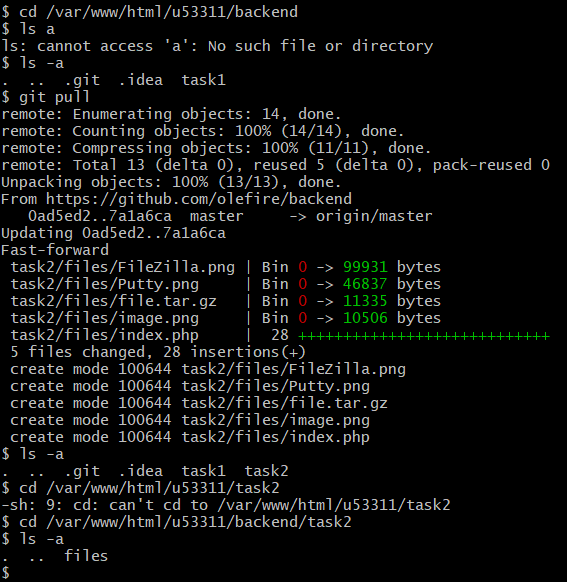 $ cd /var/www/html/u53311/backend
$ ls a
ls: cannot access 'a': No such file or directory
$ ls -a
.  ..  .git  .idea  task1
$ git pull
remote: Enumerating objects: 14, done.
remote: Counting objects: 100% (14/14), done.
remote: Compressing objects: 100% (11/11), done.
remote: Total 13 (delta 0), reused 5 (delta 0), pack-reused 0
Unpacking objects: 100% (13/13), done.
From https://github.com/olefire/backend
   0ad5ed2..7a1a6ca  master     -> origin/master
Updating 0ad5ed2..7a1a6ca
Fast-forward
 task2/files/FileZilla.png | Bin 0 -> 99931 bytes
 task2/files/Putty.png     | Bin 0 -> 46837 bytes
 task2/files/file.tar.gz   | Bin 0 -> 11335 bytes
 task2/files/image.png     | Bin 0 -> 10506 bytes
 task2/files/index.php     |  28 ++++++++++++++++++++++++++++
 5 files changed, 28 insertions(+)
 create mode 100644 task2/files/FileZilla.png
 create mode 100644 task2/files/Putty.png
 create mode 100644 task2/files/file.tar.gz
 create mode 100644 task2/files/image.png
 create mode 100644 task2/files/index.php
$ ls -a
.  ..  .git  .idea  task1  task2
$ cd /var/www/html/u53311/task2
-sh: 9: cd: can't cd to /var/www/html/u53311/task2
$ cd /var/www/html/u53311/backend/task2
$ ls -a
.  ..  files
$